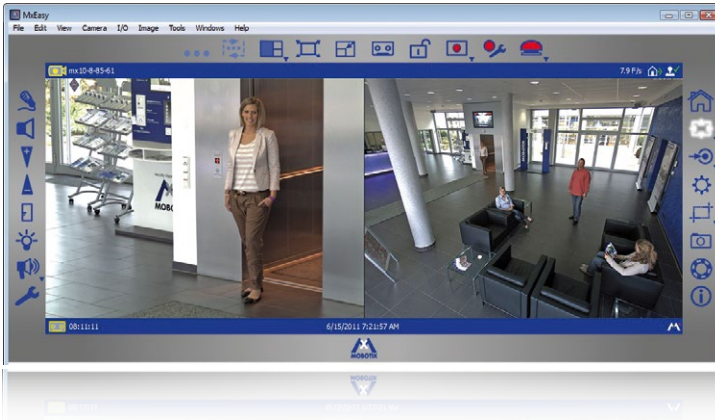 MxEasy
File Edit View Camera I/O Image Tools Windows Help
mx10-8-85-61 7.9 F/s
MOBOTIX
08:11:11 6/15/2011 7:21:57 AM
MOBOTIX